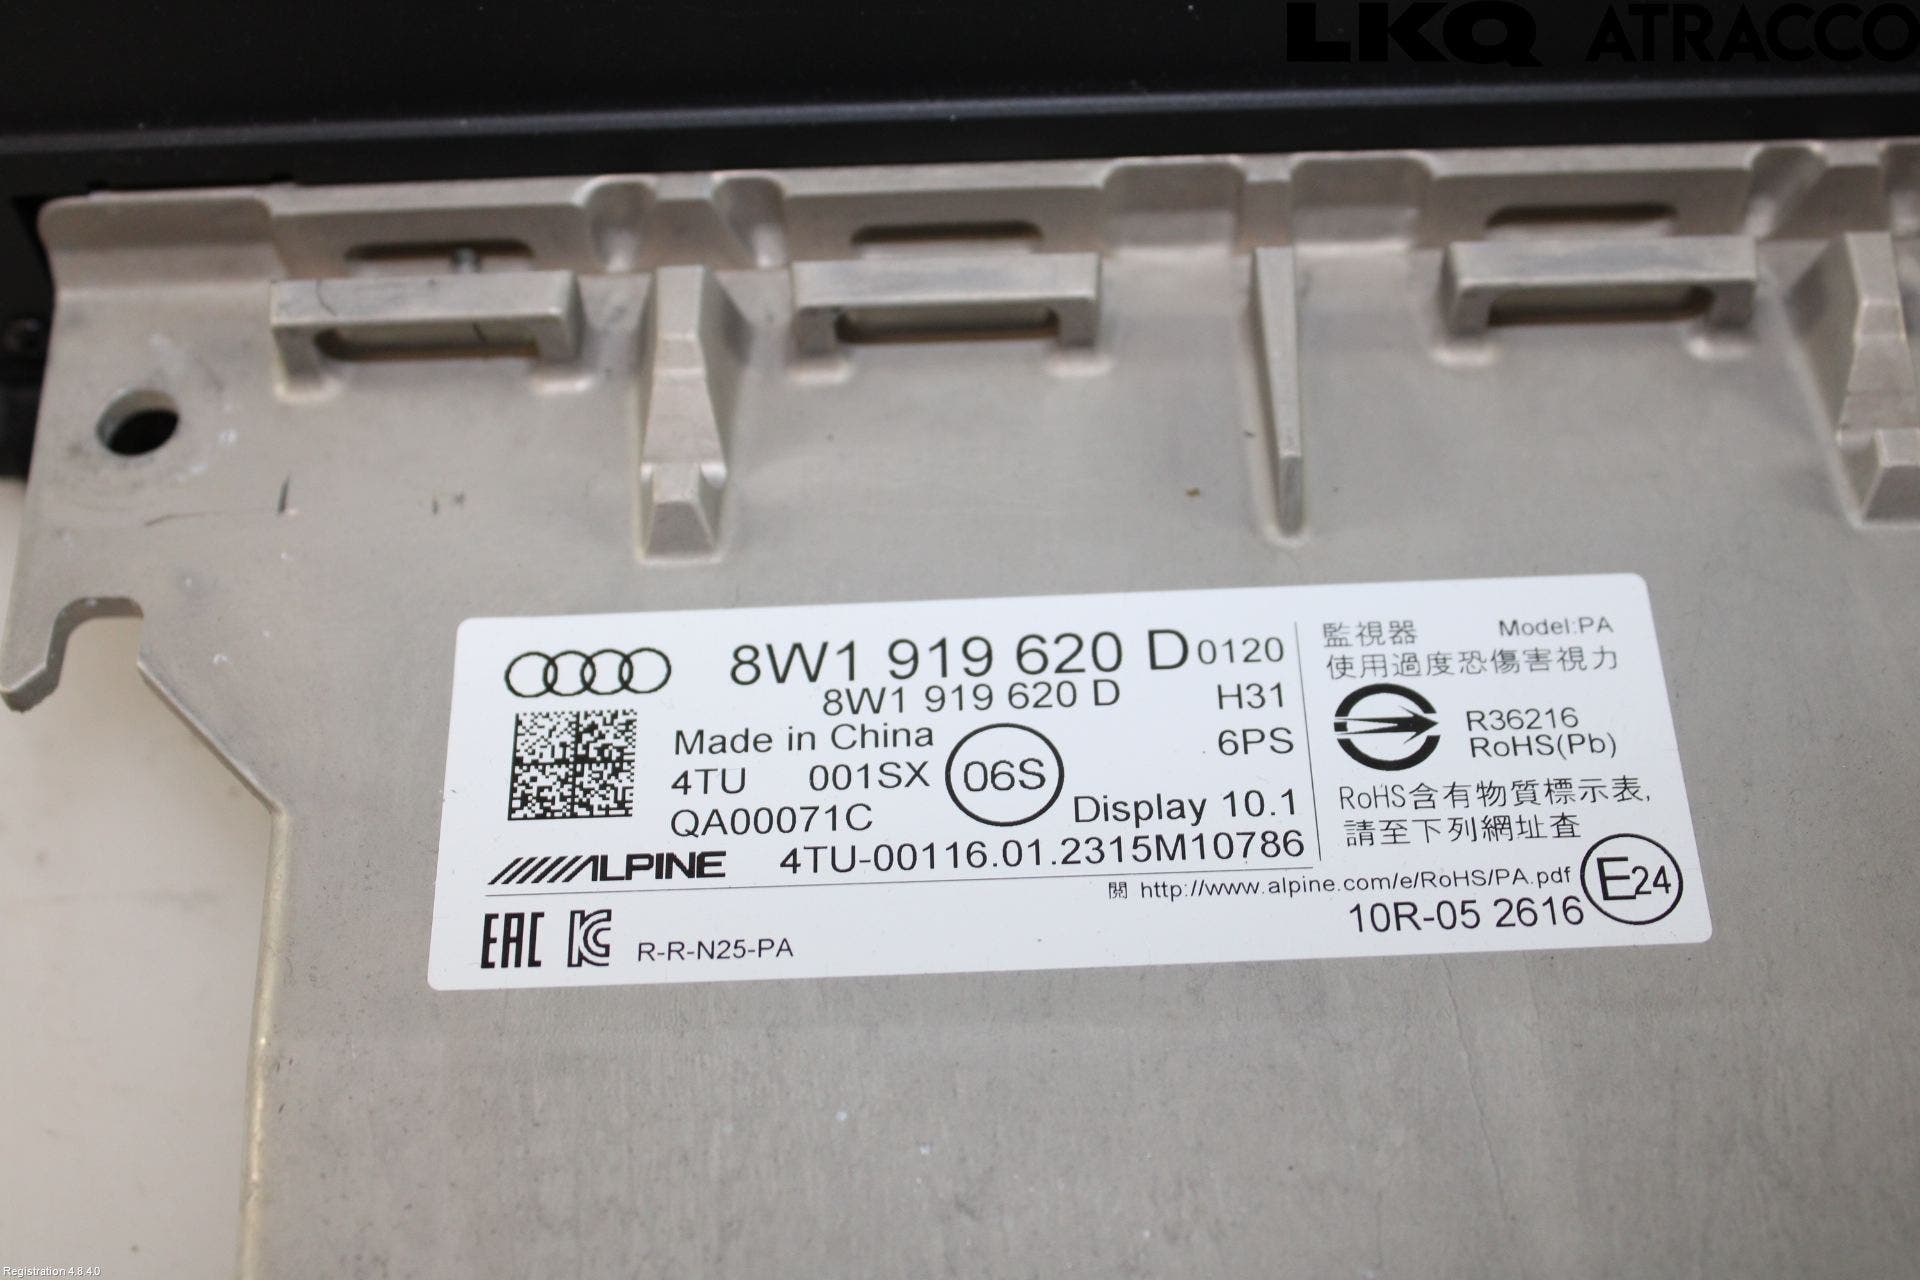 LKQ ATRACCO
8W1 919 620 D 0120
8W1 919 620 D H31
Made in China 6PS
4TU 001SX 06S
QA00071C Display 10.1
ALPINE 4TU-00116.01.2315M10786
監視器 Model:PA
使用過度恐傷害視力
R36216
RoHS(Pb)
RoHS含有物質標示表,
請至下列網址查
閱 http://www.alpine.com/e/RoHS/PA.pdf
E24
10R-05 2616
EAC KC R-R-N25-PA
Registration 4.8.4.0